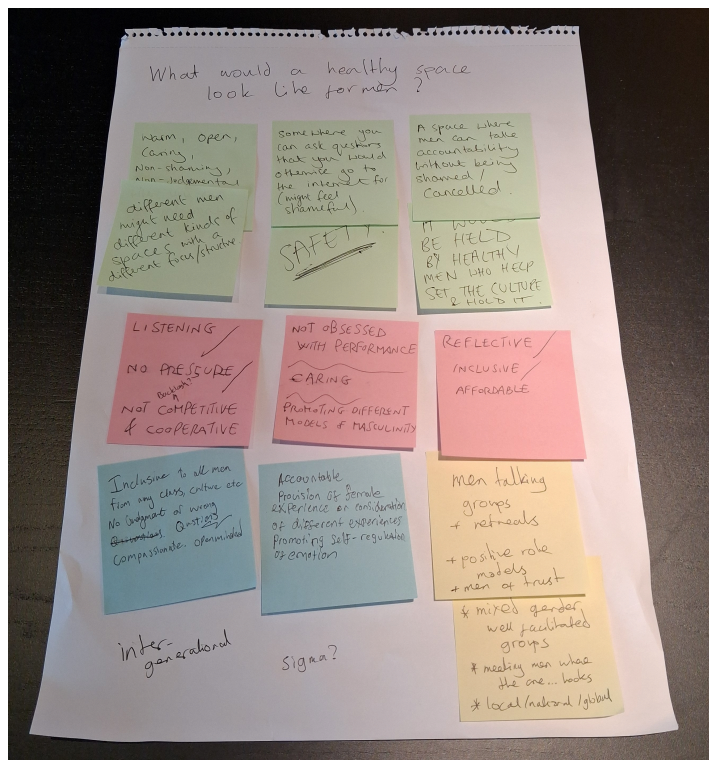 What would a healthy space
look like for men?
Warm, open,
Caring,
Non-shaming,
Non-Judgemental
different men
might need
different kinds of
spaces with a
different focus/structure
Somewhere you
can ask questions
that you would
otherwise go to
the internet for
(might feel
shameful).
SAFETY.
A space where
men can take
accountability
without being
shamed/
cancelled.
IT WOULD
BE HELD
BY HEALTHY
MEN WHO HELP
SET THE CULTURE
& HOLD IT.
LISTENING
NO PRESSURE
NOT COMPETITIVE
& COOPERATIVE
NOT OBSESSED
WITH PERFORMANCE
CARING
PROMOTING DIFFERENT
MODELS OF MASCULINITY
REFLECTIVE
INCLUSIVE
AFFORDABLE
Inclusive to all men
from any class, culture etc
No judgment or wrong
Questions
Compassionate openminded
Accountable
Provision of female
experience or consideration
of different experiences
Promoting self-regulation
of emotion
men talking
groups
+ retreats
+ positive role
models
+ men of trust
* mixed gender
well facilitated
groups
* meeting men where
the are... hooks
* local/national/global
inter-
generational
sigma?